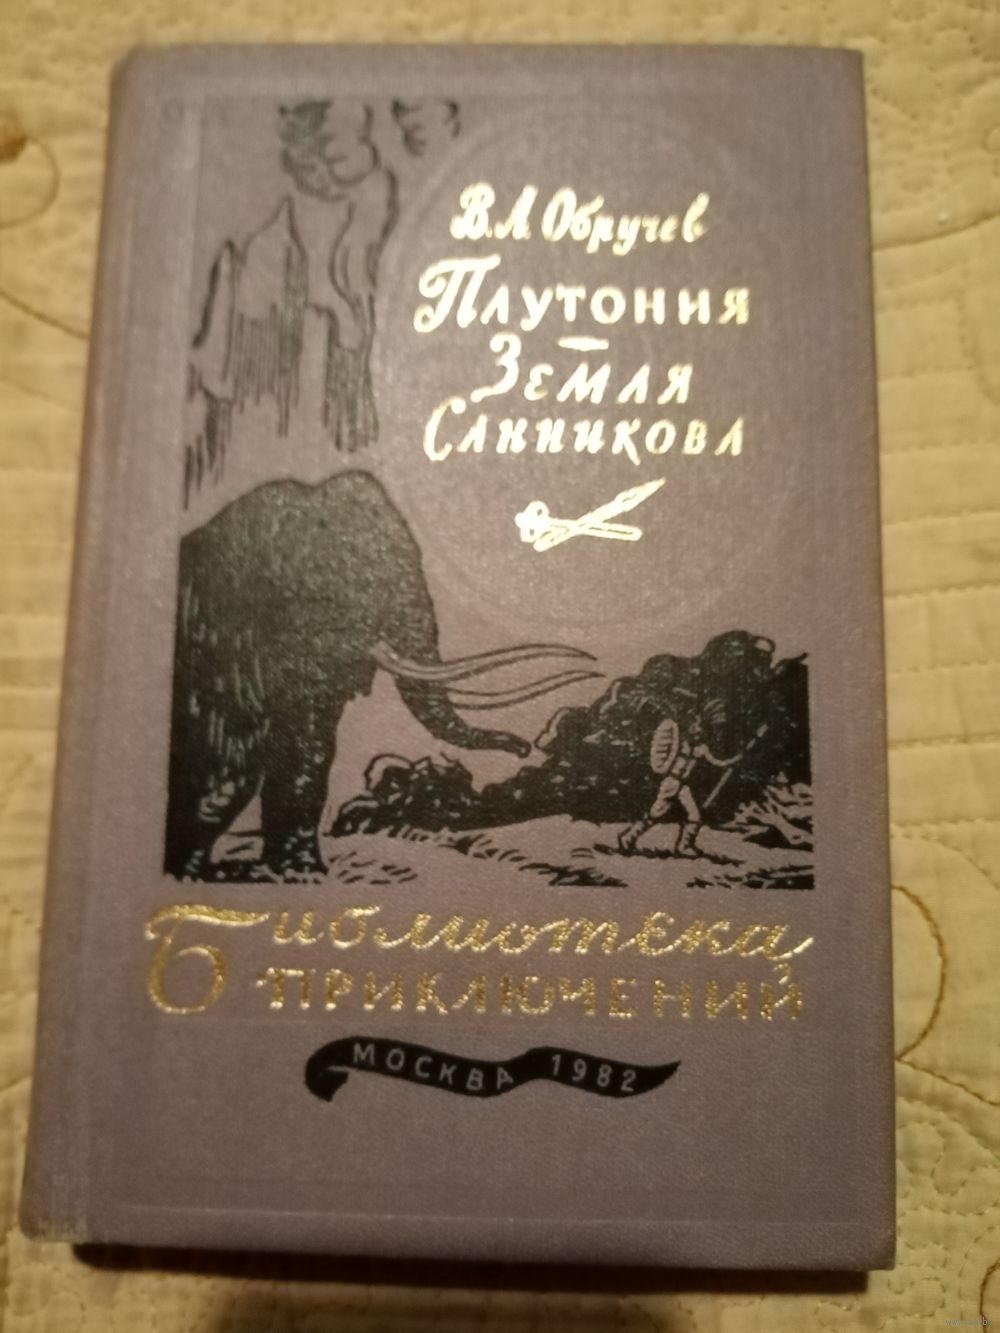 В.А. Обручев
Плутония
Земля
Санникова
Библиотека
приключений
МОСКВА 1982